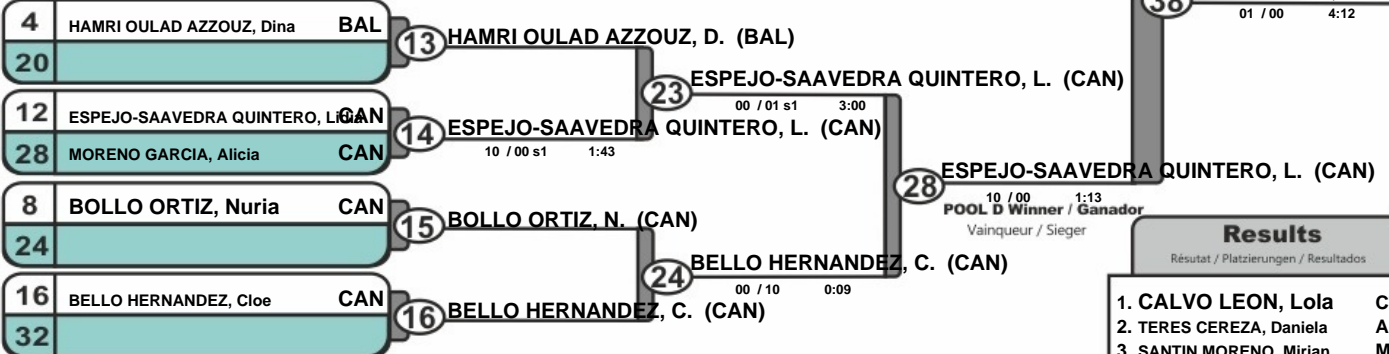 38
01 / 00 4:12
4 HAMRI OULAD AZZOUZ, Dina BAL
20
13 HAMRI OULAD AZZOUZ, D. (BAL)
12 ESPEJO-SAAVEDRA QUINTERO, Lidia CAN
28 MORENO GARCIA, Alicia CAN
14 ESPEJO-SAAVEDRA QUINTERO, L. (CAN)
10 / 00 s1 1:43
23 ESPEJO-SAAVEDRA QUINTERO, L. (CAN)
00 / 01 s1 3:00
8 BOLLO ORTIZ, Nuria CAN
24
15 BOLLO ORTIZ, N. (CAN)
16 BELLO HERNANDEZ, Cloe CAN
32
16 BELLO HERNANDEZ, C. (CAN)
24 BELLO HERNANDEZ, C. (CAN)
00 / 10 0:09
28 ESPEJO-SAAVEDRA QUINTERO, L. (CAN)
10 / 00 1:13
POOL D Winner / Ganador
Vainqueur / Sieger
Results
Résutat / Platzierungen / Resultados
1. CALVO LEON, Lola C
2. TERES CEREZA, Daniela A
3. SANTIN MORENO, Mirian M